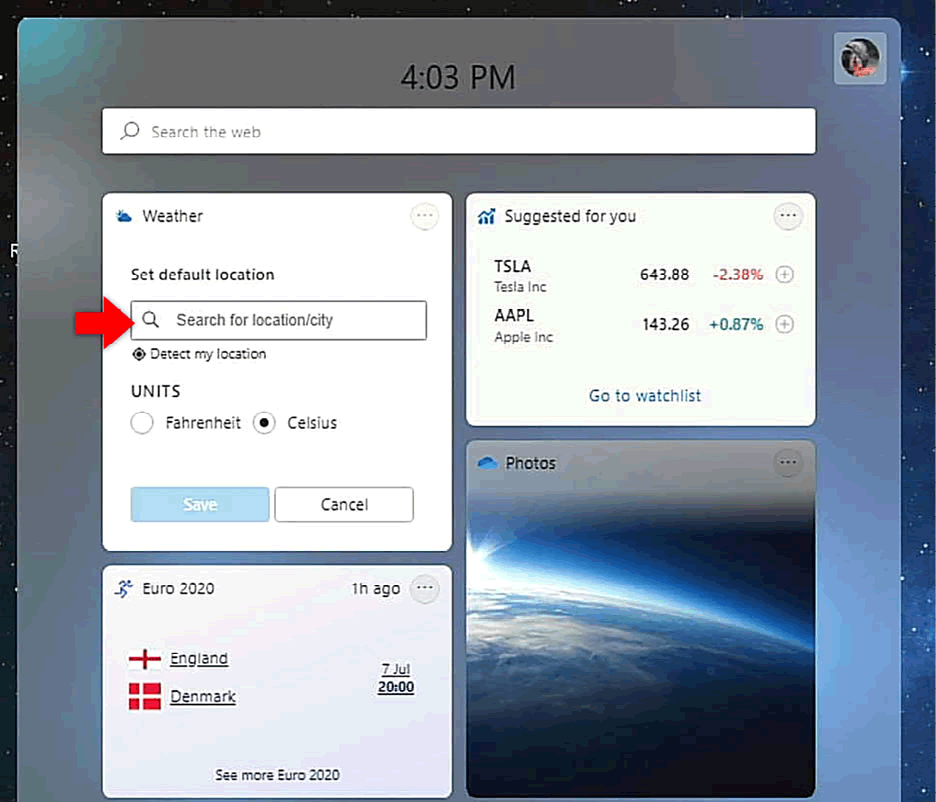 4:03 PM
Search the web
Weather
Set default location
Search for location/city
Detect my location
UNITS
Fahrenheit Celsius
Save Cancel
Suggested for you
TSLA 643.88 -2.38%
Tesla Inc
AAPL 143.26 +0.87%
Apple Inc
Go to watchlist
Euro 2020 1h ago
England
Denmark
7 Jul
20:00
See more Euro 2020
Photos